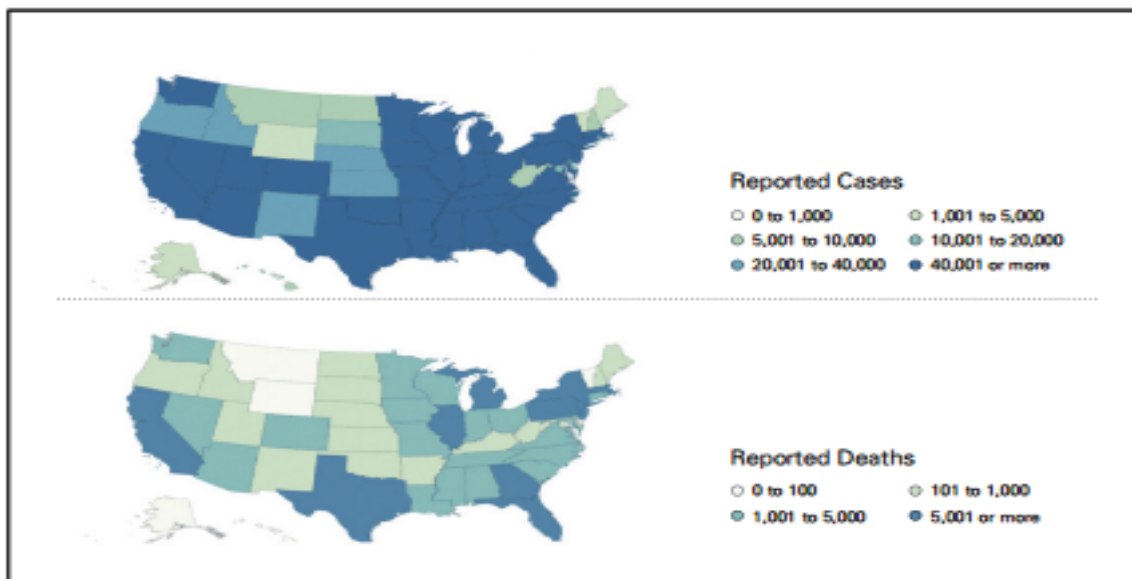 Reported Cases
0 to 1,000 1,001 to 5,000
5,001 to 10,000 10,001 to 20,000
20,001 to 40,000 40,001 or more
Reported Deaths
0 to 100 101 to 1,000
1,001 to 5,000 5,001 or more